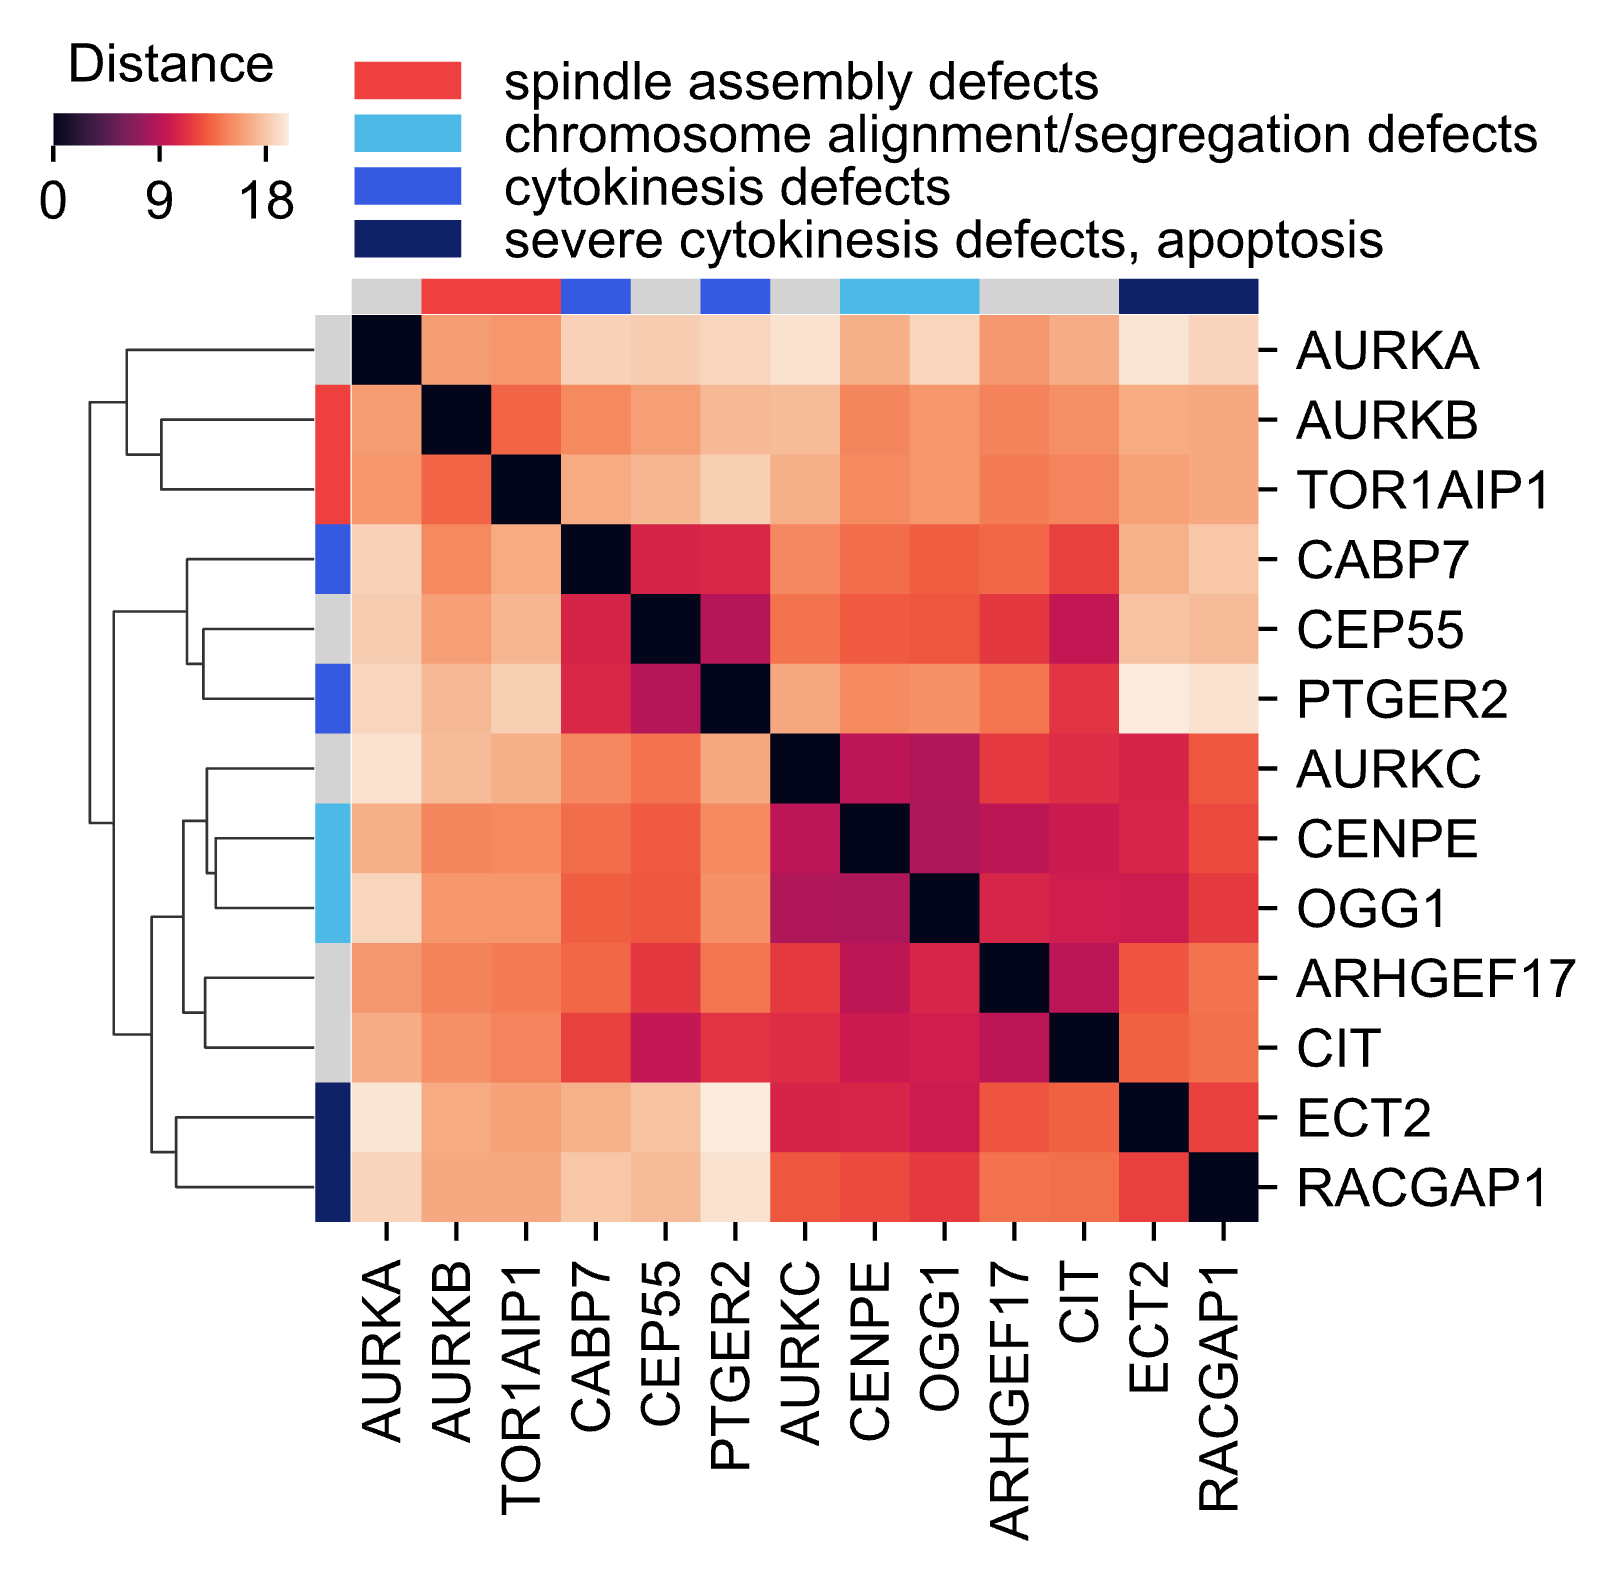 Distance
0 9 18
spindle assembly defects
chromosome alignment/segregation defects
cytokinesis defects
severe cytokinesis defects, apoptosis
AURKA
AURKB
TOR1AIP1
CABP7
CEP55
PTGER2
AURKC
CENPE
OGG1
ARHGEF17
CIT
ECT2
RACGAP1
AURKA
AURKB
TOR1AIP1
CABP7
CEP55
PTGER2
AURKC
CENPE
OGG1
ARHGEF17
CIT
ECT2
RACGAP1